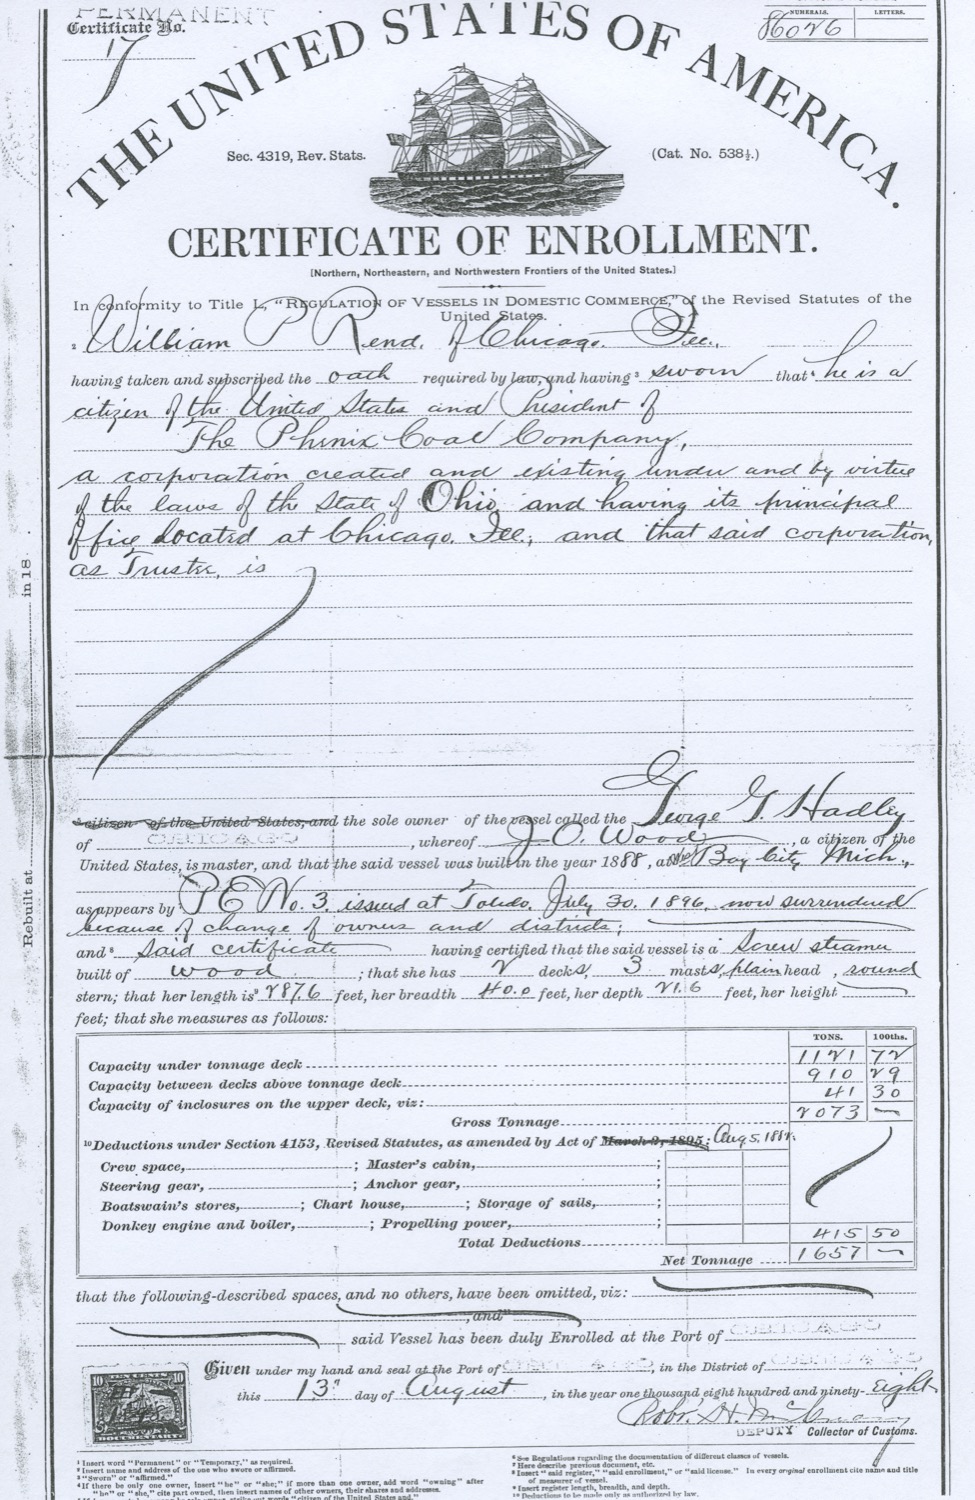 PERMANENT
Certificate No.
17
NUMERALS. LETTERS.
86026
THE UNITED STATES OF AMERICA.
Sec. 4319, Rev. Stats. (Cat. No. 538½.)
CERTIFICATE OF ENROLLMENT.
[Northern, Northeastern, and Northwestern Frontiers of the United States.]
In conformity to Title L, "REGULATION OF VESSELS IN DOMESTIC COMMERCE," of the Revised Statutes of the
United States.
² William P Rend, of Chicago. Ill.,
having taken and subscribed the oath required by law, and having ³ sworn that ⁴ he is a
citizen of the United States and President of
The Phenix Coal Company,
a corporation created and existing under and by virtue
of the laws of the State of Ohio, and having its principal
office located at Chicago. Ill., and that said corporation,
as Trustee, is
citizen of the United States, and the sole owner of the vessel called the George G. Hadley
of CHICAGO, whereof J. O. Wood, a citizen of the
United States, is master, and that the said vessel was built in the year 1888, at West Bay City, Mich.,
as appears by P E No. 3. issued at Toledo. July 30. 1896, now surrendered
because of change of owners and districts;
and ⁸ said certificate having certified that the said vessel is a Screw steamer
built of wood ; that she has 2 decks, 3 masts, plain head, round
stern; that her length is ⁹ 287.6 feet, her breadth 40.0 feet, her depth 21.6 feet, her height
feet; that she measures as follows:
TONS. 100ths.
Capacity under tonnage deck 1121 72
Capacity between decks above tonnage deck 910 29
Capacity of inclosures on the upper deck, viz: 41 30
Gross Tonnage 2073
¹⁰ Deductions under Section 4153, Revised Statutes, as amended by Act of March 2, 1895: Aug 5, 1882.
Crew space, ; Master's cabin, ;
Steering gear, ; Anchor gear, ;
Boatswain's stores, ; Chart house, ; Storage of sails, ;
Donkey engine and boiler, ; Propelling power, ;
Total Deductions 415 50
Net Tonnage 1657
that the following-described spaces, and no others, have been omitted, viz:
, and
said Vessel has been duly Enrolled at the Port of CHICAGO
Given under my hand and seal at the Port of CHICAGO, in the District of CHICAGO,
this 13" day of August, in the year one thousand eight hundred and ninety-eight
DEPUTY Collector of Customs.
Rebuilt at in 18 .
TEN CENTS
10 10
DOCUMENTARY
¹ Insert word "Permanent" or "Temporary," as required.
² Insert name and address of the one who swore or affirmed.
³ "Sworn" or "affirmed."
⁴ If there be only one owner, insert "he" or "she;" if more than one owner, add word "owning" after
"he" or "she," cite part owned, then insert names of other owners, their shares and addresses.
⁶ See Regulations regarding the documentation of different classes of vessels.
⁷ Here describe previous document, etc.
⁸ Insert "said register," "said enrollment," or "said license." In every original enrollment cite name and title
of measurer of vessel.
⁹ Insert register length, breadth, and depth.
¹⁰ Deductions to be made only as authorized by law.